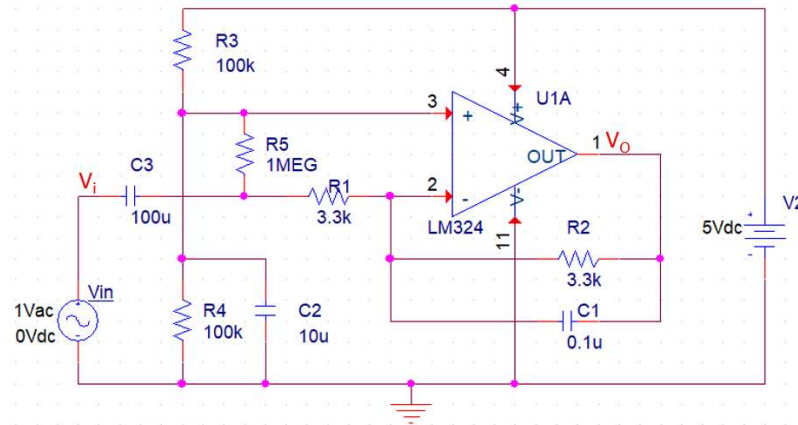 R3
100k
4
U1A
3
+
V+
R5
1MEG
OUT
1
Vo
Vi
C3
100u
R1
3.3k
2
-
V-
LM324
11
R2
3.3k
V2
5Vdc
+
-
C1
0.1u
R4
100k
C2
10u
Vin
1Vac
0Vdc
+
-